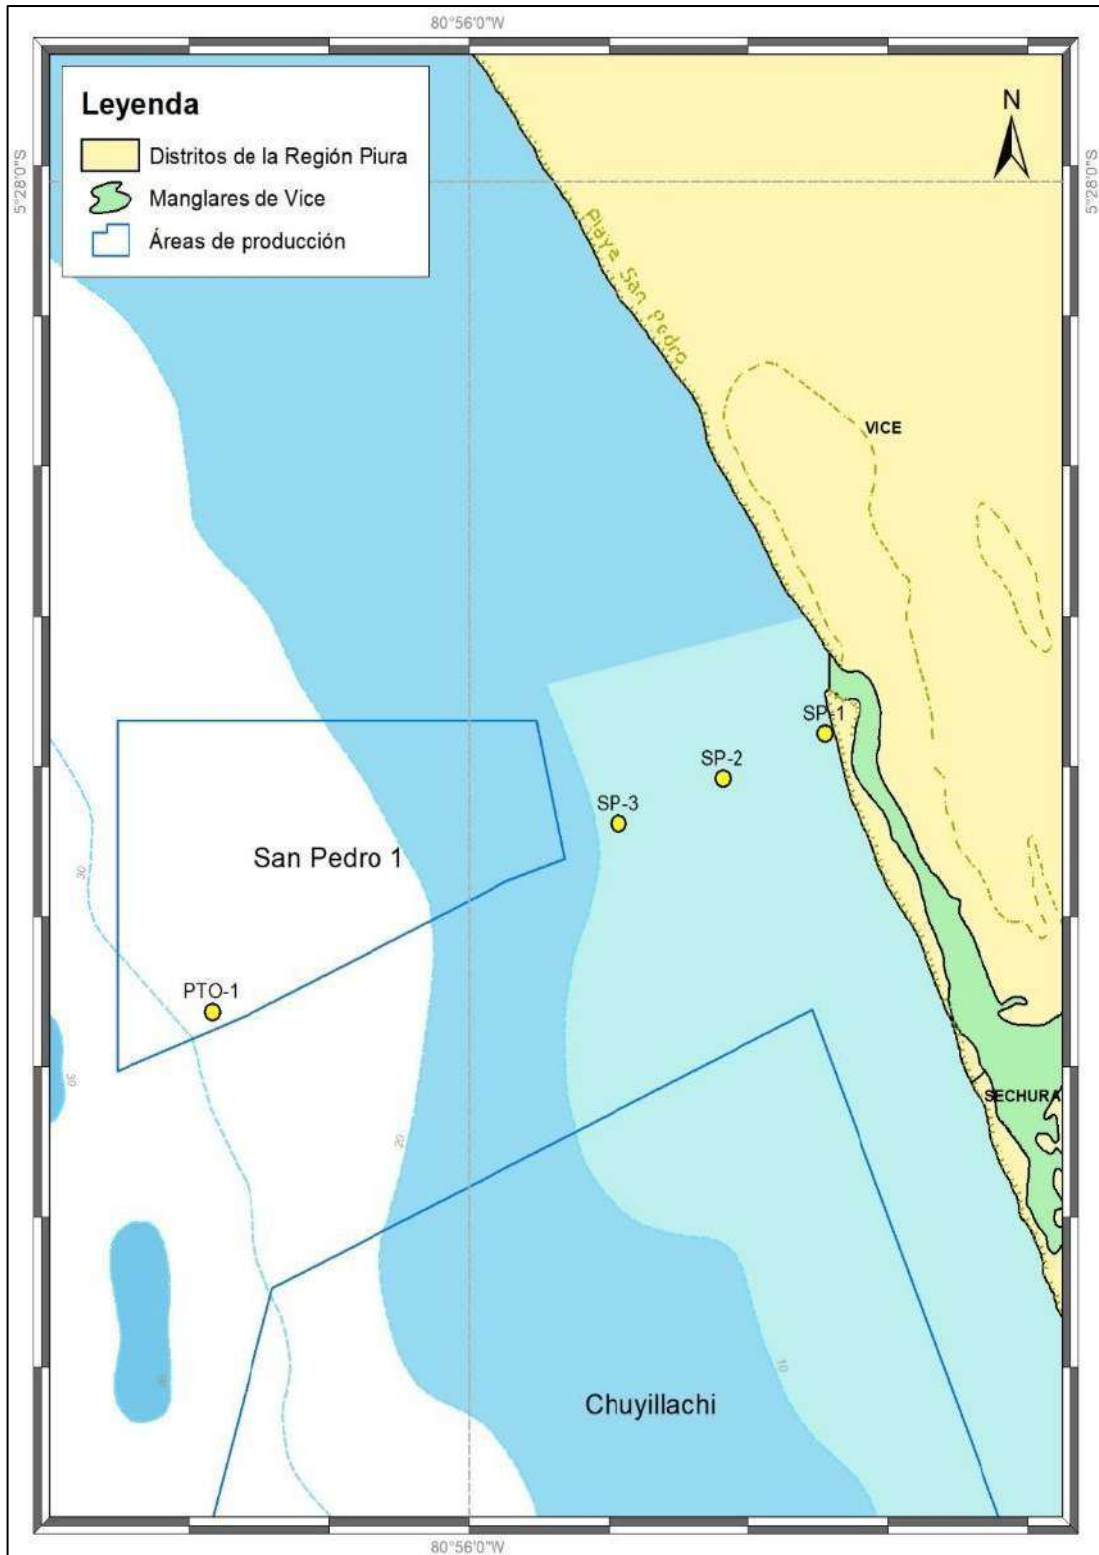 80°56'0"W
Leyenda
Distritos de la Región Piura
Manglares de Vice
Áreas de producción
N
5°28'0"S
5°28'0"S
Playa San Pedro
VICE
SP-1
SP-2
SP-3
San Pedro 1
30
PTO-1
30
20
SECHURA
10
Chuyillachi
80°56'0"W